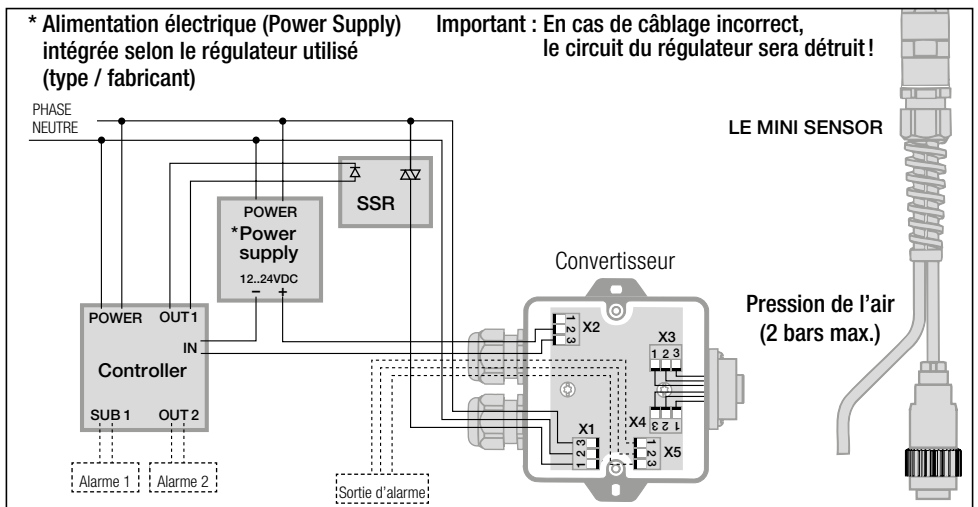 * Alimentation électrique (Power Supply)
intégrée selon le régulateur utilisé
(type / fabricant)
Important : En cas de câblage incorrect,
le circuit du régulateur sera détruit !
PHASE
NEUTRE
LE MINI SENSOR
SSR
POWER
*Power
supply
12..24VDC
– +
Convertisseur
Pression de l'air
(2 bars max.)
POWER OUT1
IN
Controller
SUB 1 OUT 2
Alarme 1
Alarme 2
Sortie d'alarme
1
2
3
X2
X3
1 2 3
X4
3 2 1
X1
3
2
1
X5
1
2
3